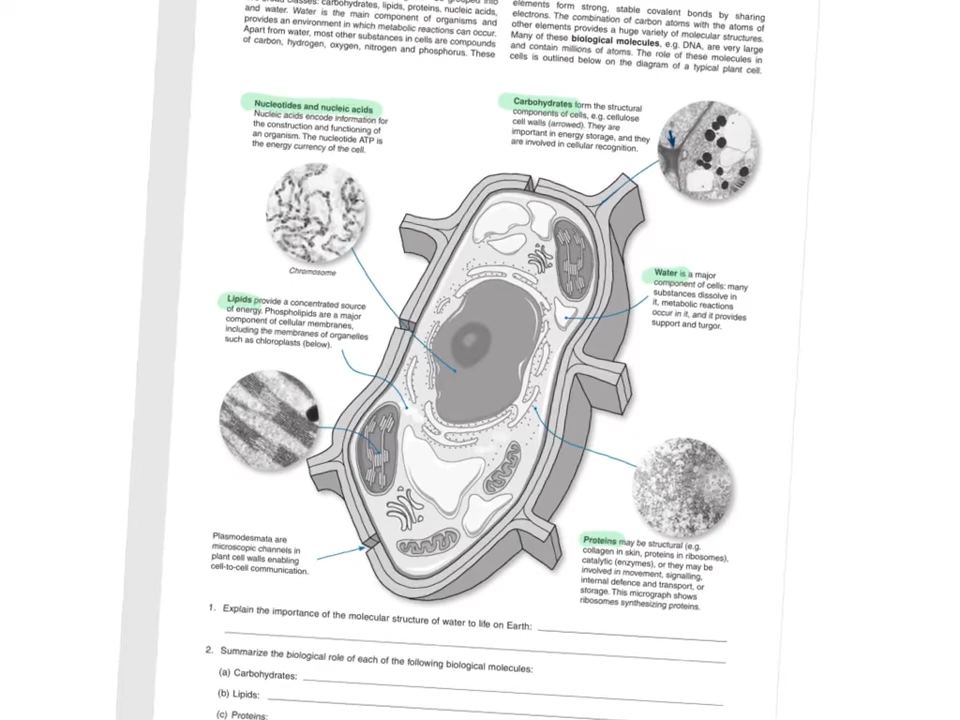 and water. Water is the main component of organisms and
provides an environment in which metabolic reactions can occur.
Apart from water, most other substances in cells are compounds
of carbon, hydrogen, oxygen, nitrogen and phosphorus. These
elements form strong, stable covalent bonds by sharing
electrons. The combination of carbon atoms with the atoms of
other elements provides a huge variety of molecular structures.
Many of these biological molecules, e.g. DNA, are very large
and contain millions of atoms. The role of these molecules in
cells is outlined below on the diagram of a typical plant cell.
Nucleotides and nucleic acids
Nucleic acids encode information for
the construction and functioning of
an organism. The nucleotide ATP is
the energy currency of the cell.
Carbohydrates form the structural
components of cells, e.g. cellulose
cell walls (arrowed). They are
important in energy storage, and they
are involved in cellular recognition.
Chromosome
Water is a major
component of cells: many
substances dissolve in
it, metabolic reactions
occur in it, and it provides
support and turgor.
Lipids provide a concentrated source
of energy. Phospholipids are a major
component of cellular membranes,
including the membranes of organelles
such as chloroplasts (below).
Plasmodesmata are
microscopic channels in
plant cell walls enabling
cell-to-cell communication.
Proteins may be structural (e.g.
collagen in skin, proteins in ribosomes),
catalytic (enzymes), or they may be
involved in movement, signalling,
internal defence and transport, or
storage. This micrograph shows
ribosomes synthesizing proteins.
1. Explain the importance of the molecular structure of water to life on Earth:
2. Summarize the biological role of each of the following biological molecules:
(a) Carbohydrates:
(b) Lipids:
(c) Proteins: